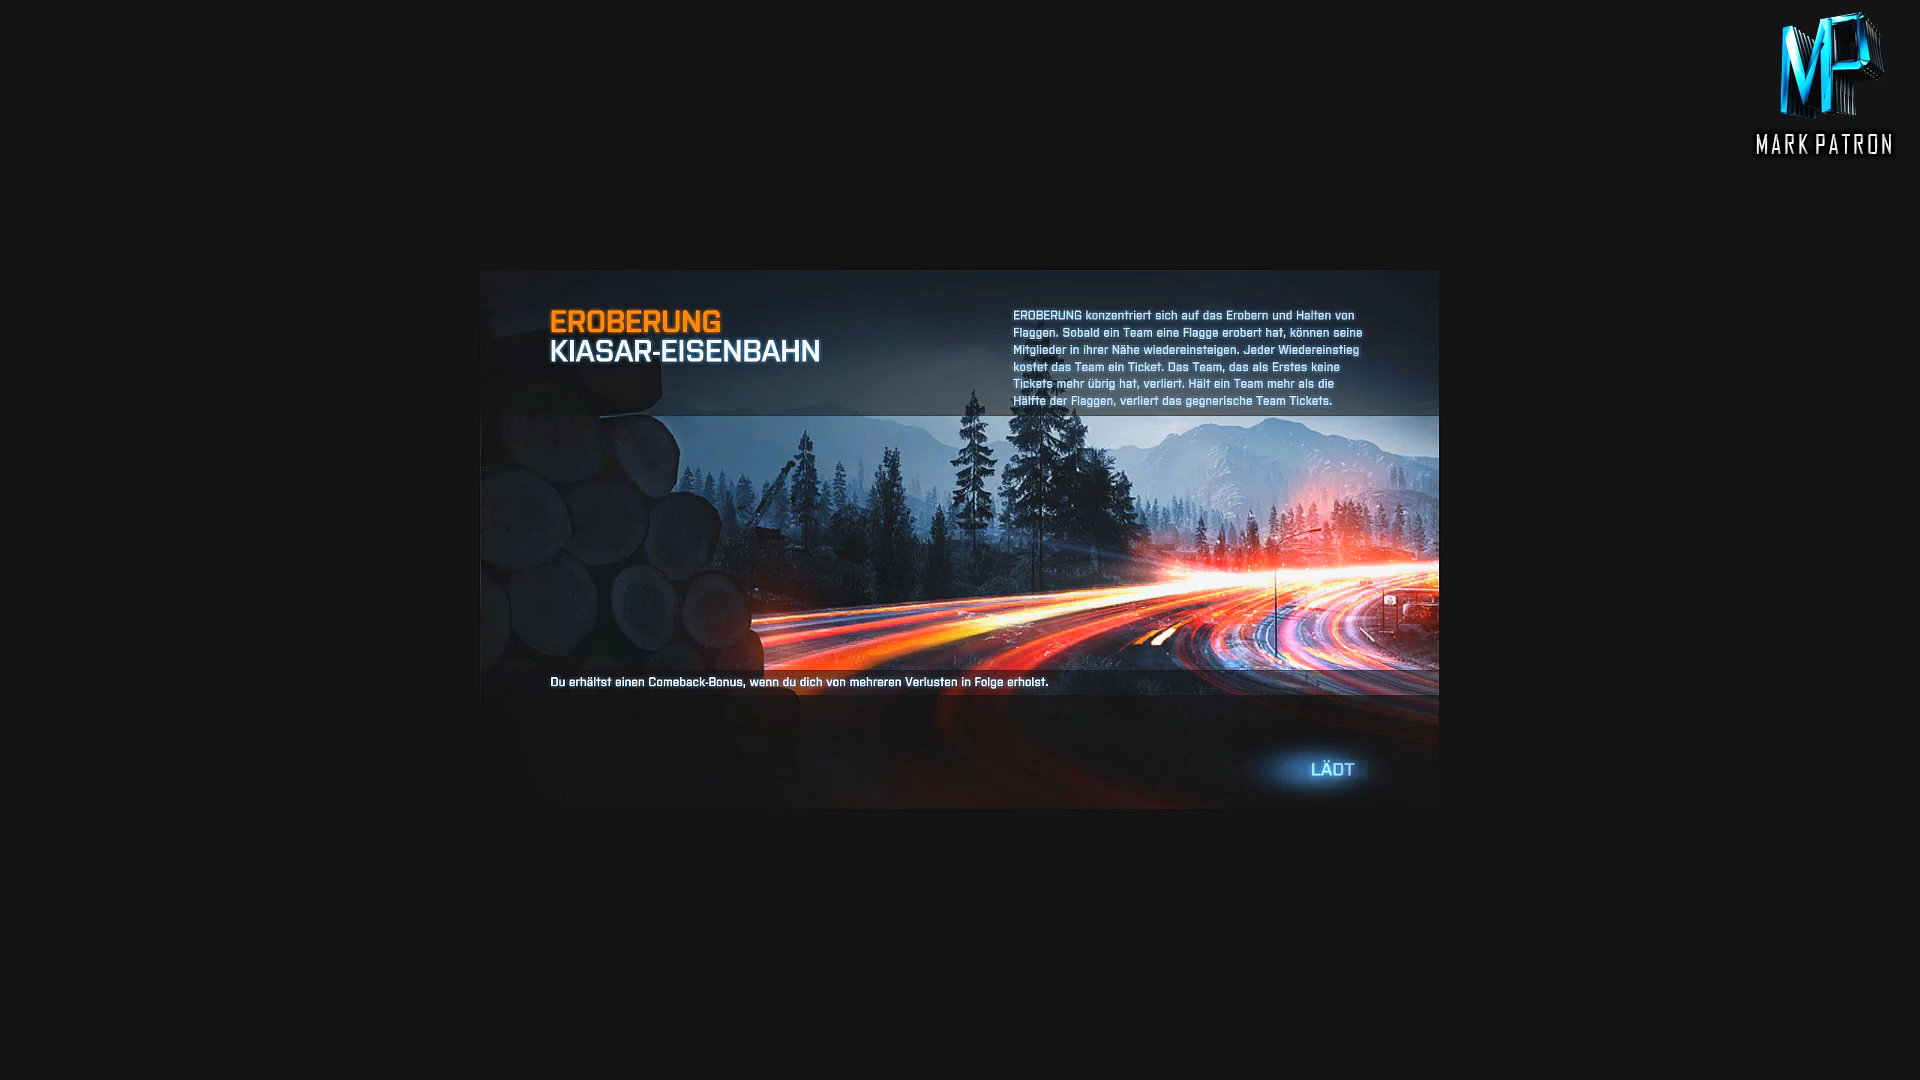 MP
MARK PATRON
EROBERUNG
KIASAR-EISENBAHN
EROBERUNG konzentriert sich auf das Erobern und Halten von
Flaggen. Sobald ein Team eine Flagge erobert hat, können seine
Mitglieder in ihrer Nähe wiedereinsteigen. Jeder Wiedereinstieg
kostet das Team ein Ticket. Das Team, das als Erstes keine
Tickets mehr übrig hat, verliert. Hält ein Team mehr als die
Hälfte der Flaggen, verliert das gegnerische Team Tickets.
Du erhältst einen Comeback-Bonus, wenn du dich von mehreren Verlusten in Folge erholst.
LÄDT